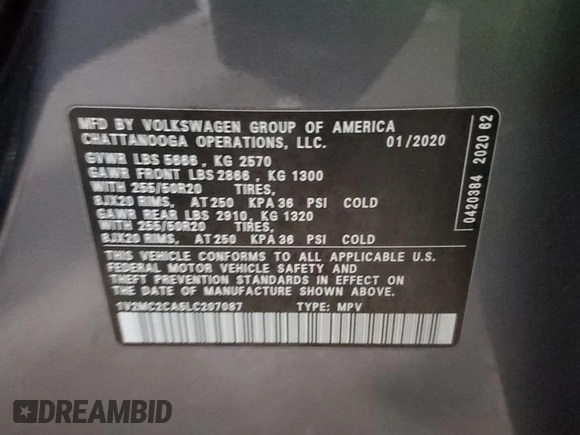 MFD BY VOLKSWAGEN GROUP OF AMERICA
CHATTANOOGA OPERATIONS, LLC. 01/2020
GVWR LBS 5666 , KG 2570
GAWR FRONT LBS 2866 , KG 1300
WITH 255/50R20 TIRES,
8JX20 RIMS, AT 250 KPA 36 PSI COLD
GAWR REAR LBS 2910, KG 1320
WITH 255/50R20 TIRES,
8JX20 RIMS, AT 250 KPA 36 PSI COLD
THIS VEHICLE CONFORMS TO ALL APPLICABLE U.S.
FEDERAL MOTOR VEHICLE SAFETY AND
THEFT PREVENTION STANDARDS IN EFFECT ON
THE DATE OF MANUFACTURE SHOWN ABOVE.
1V2MC2CA6LC207087 TYPE: MPV
0420384 2020 62
DREAMBID